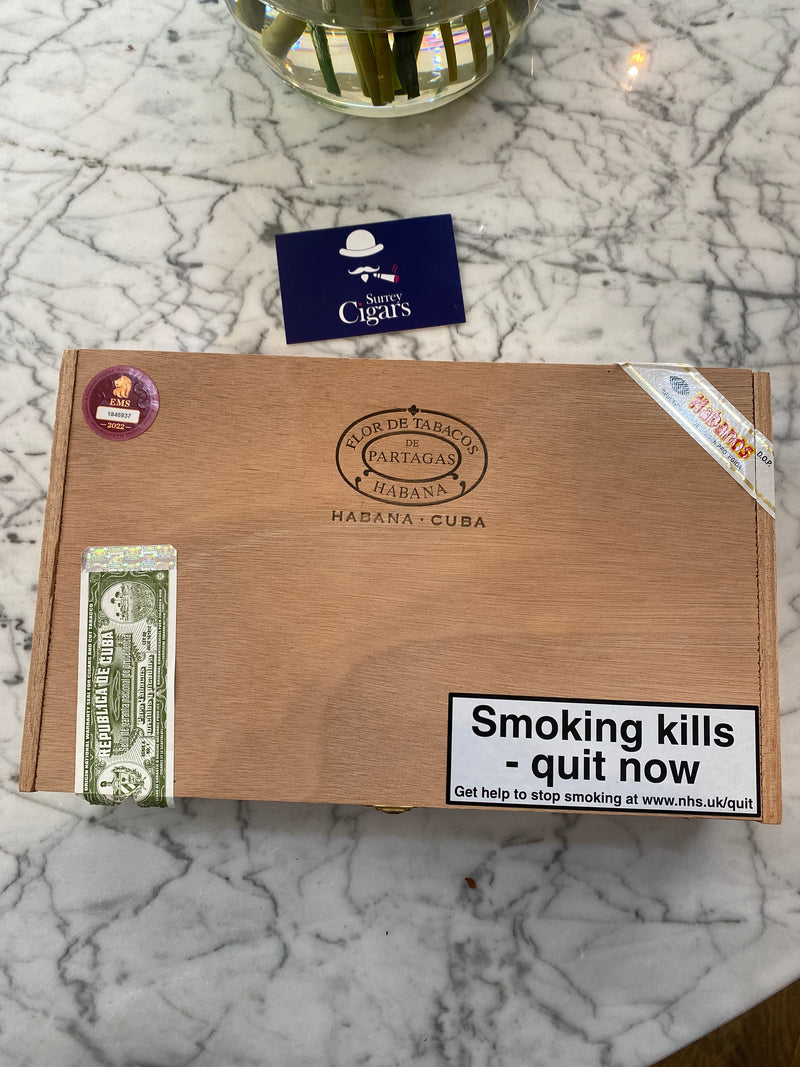 Surrey
Cigars
EMS
1846937
2022
FLOR DE TABACOS
DE
PARTAGAS
HABANA
HABANA · CUBA
Habanos
D.O.P.
REPUBLICA DE CUBA
Smoking kills
- quit now
Get help to stop smoking at www.nhs.uk/quit